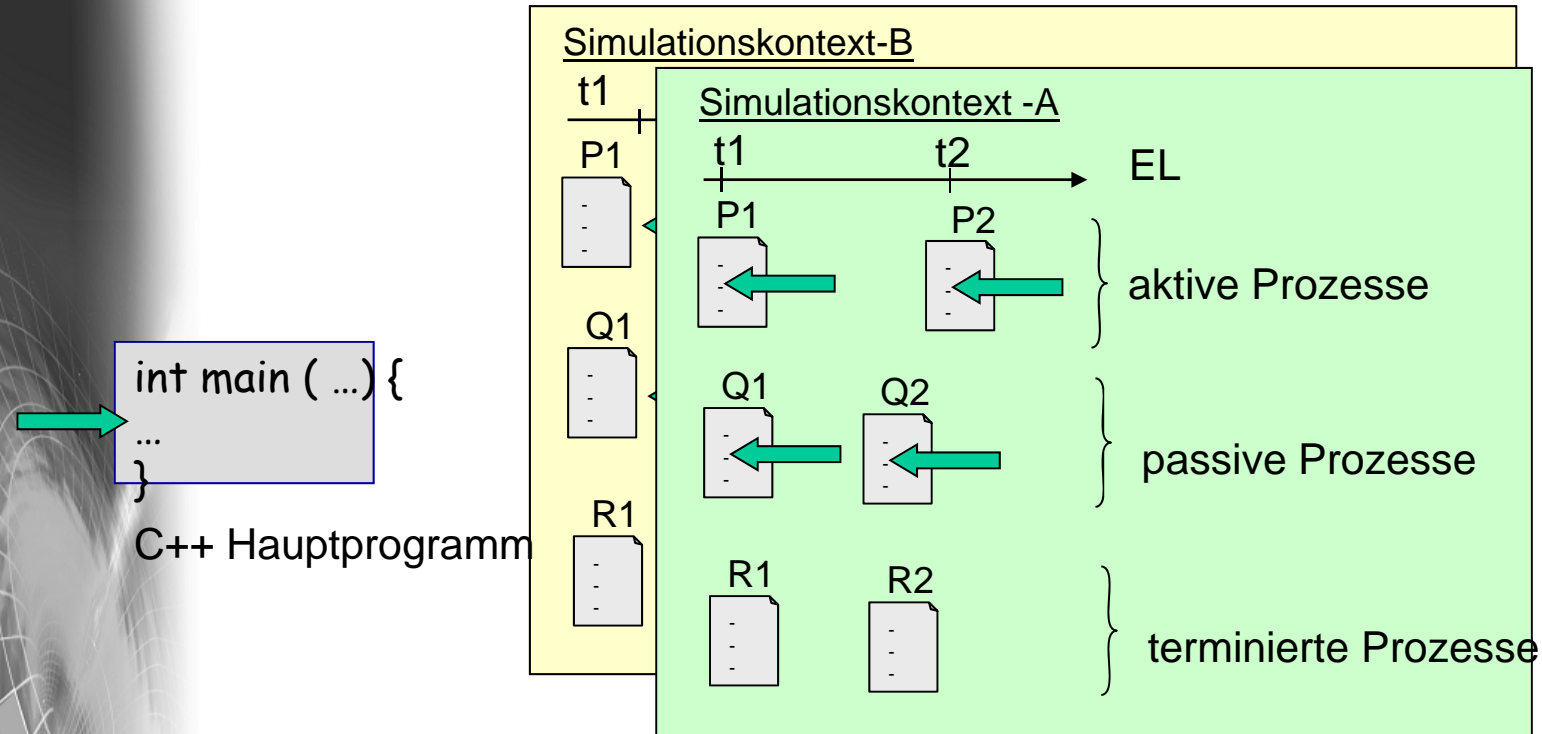 Simulationskontext-B
t1
P1
-
-
-
Q1
-
-
-
R1
-
-
-
Simulationskontext -A
t1 t2 EL
P1 P2
-
-
-
-
-
-
aktive Prozesse
Q1 Q2
-
-
-
-
-
-
passive Prozesse
R1 R2
-
-
-
-
-
-
terminierte Prozesse
int main ( …) {
…
}
C++ Hauptprogramm